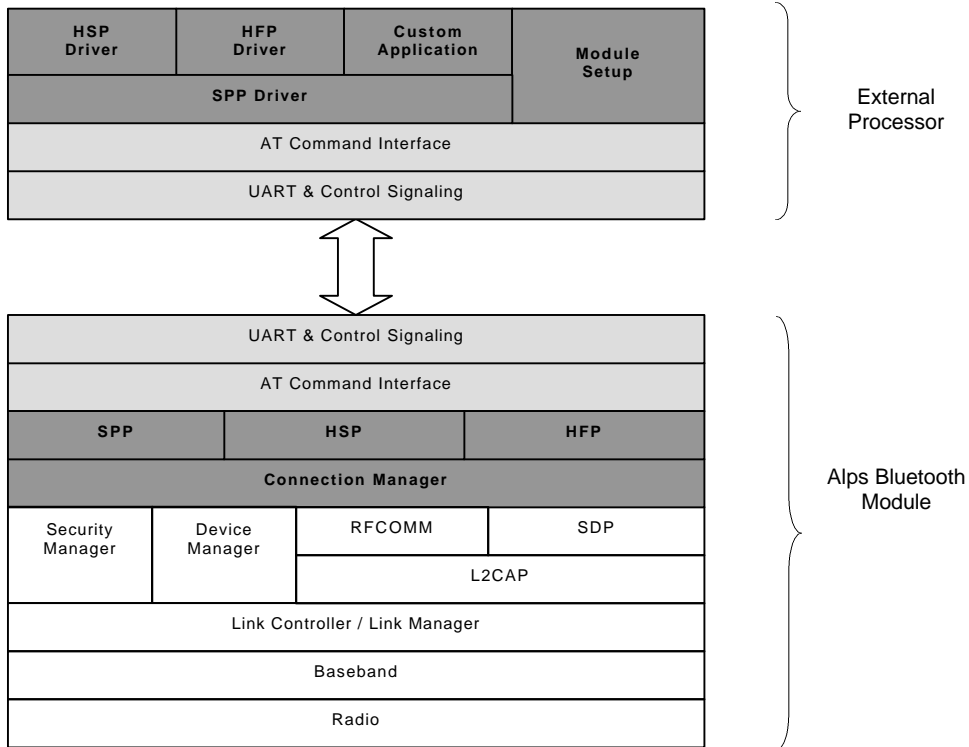 HSP
Driver
HFP
Driver
Custom
Application
Module
Setup
SPP Driver
AT Command Interface
UART & Control Signaling
External
Processor
UART & Control Signaling
AT Command Interface
SPP
HSP
HFP
Connection Manager
Security
Manager
Device
Manager
RFCOMM
SDP
L2CAP
Link Controller / Link Manager
Baseband
Radio
Alps Bluetooth
Module